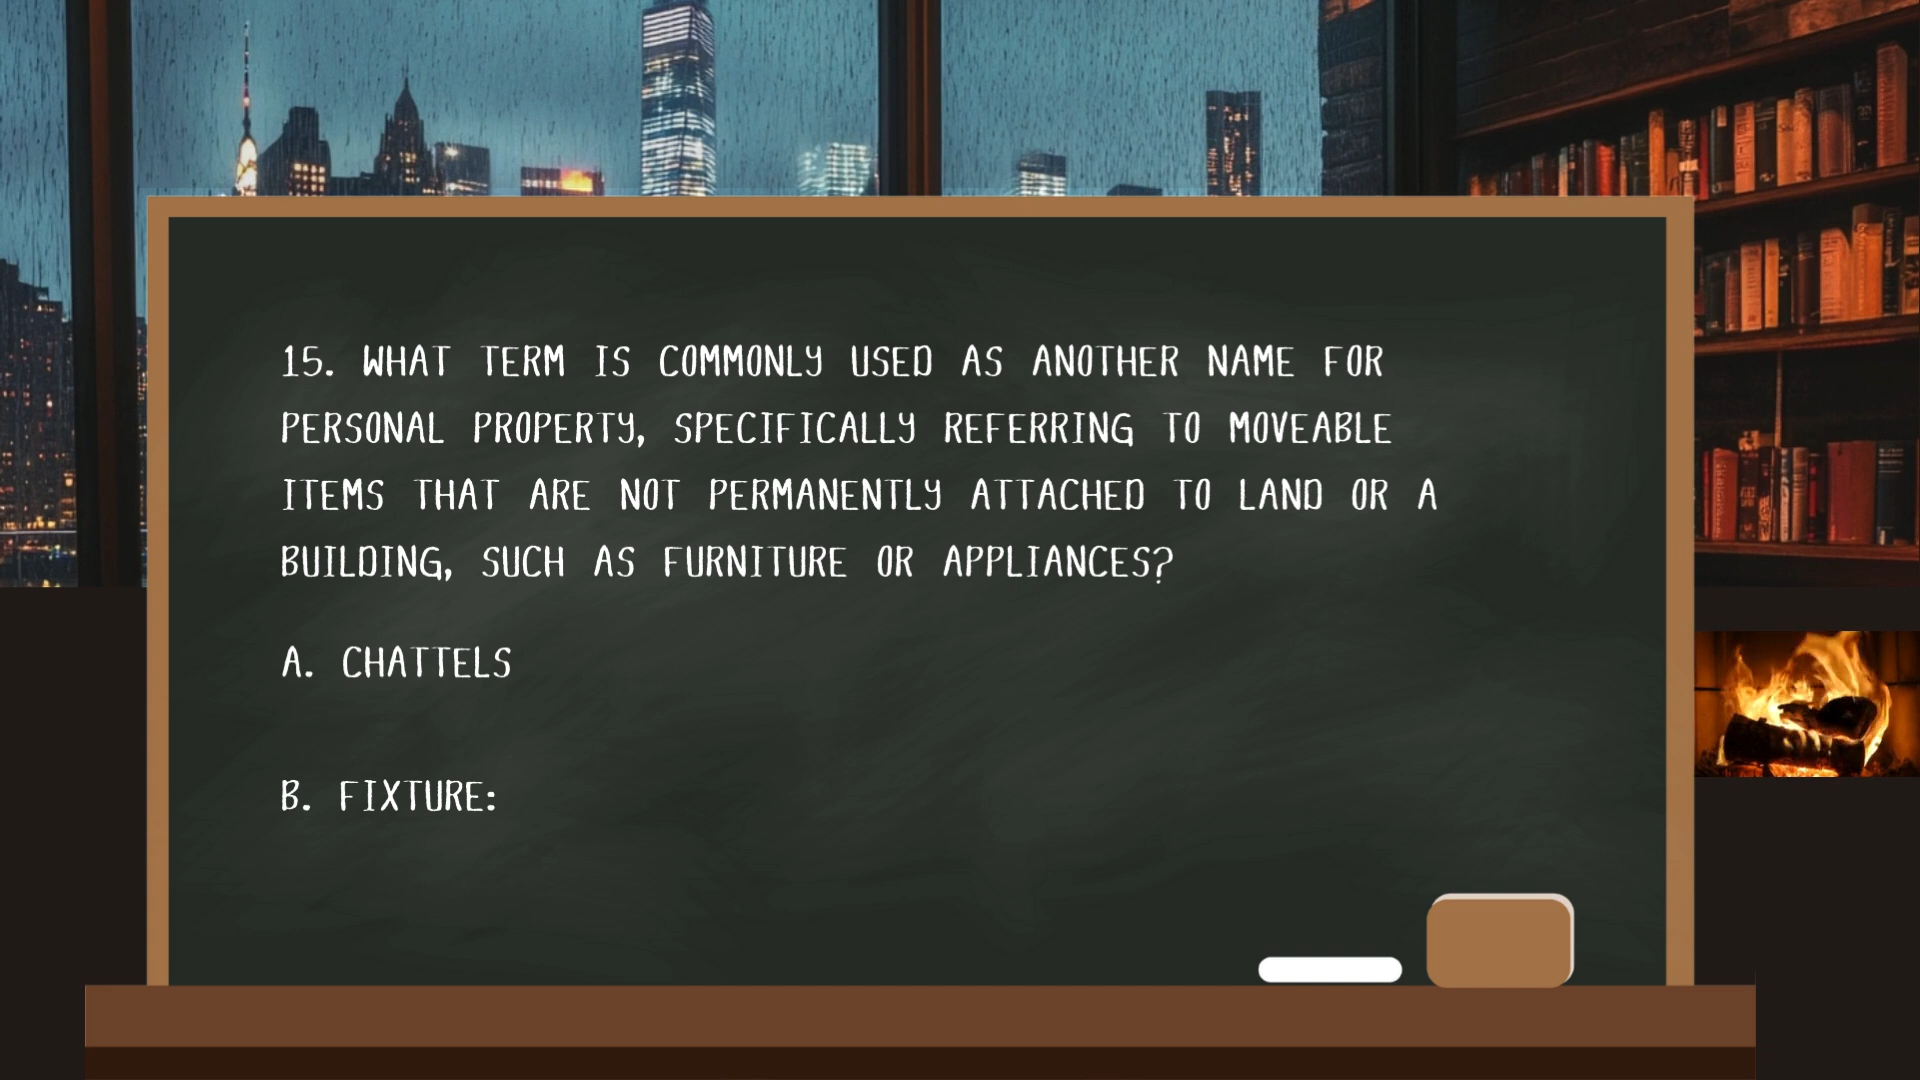 15. WHAT TERM IS COMMONLY USED AS ANOTHER NAME FOR
PERSONAL PROPERTY, SPECIFICALLY REFERRING TO MOVEABLE
ITEMS THAT ARE NOT PERMANENTLY ATTACHED TO LAND OR A
BUILDING, SUCH AS FURNITURE OR APPLIANCES?
A. CHATTELS
B. FIXTURE: